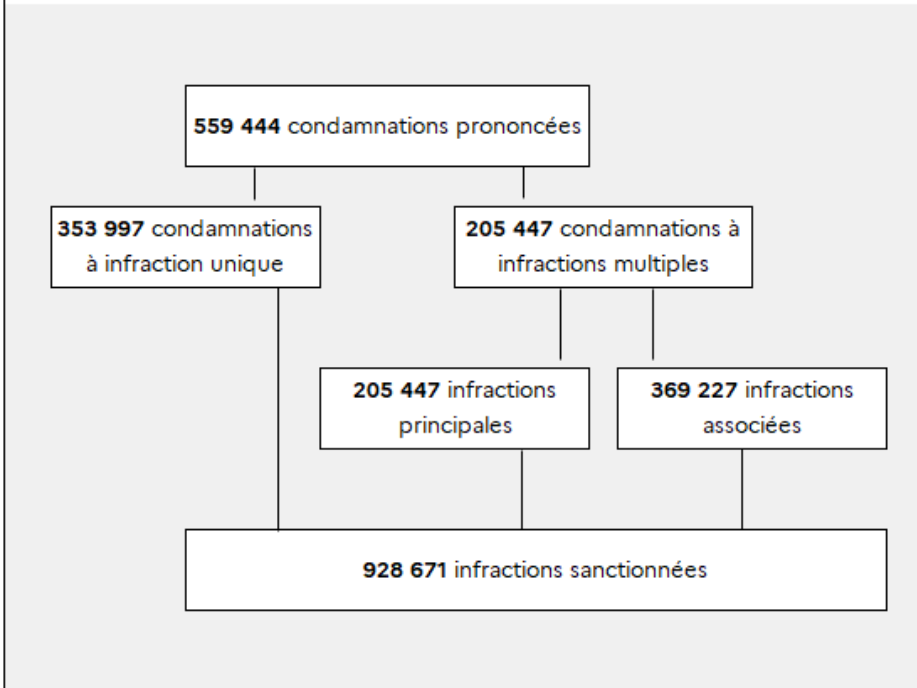 559 444 condamnations prononcées
353 997 condamnations
à infraction unique
205 447 condamnations à
infractions multiples
205 447 infractions
principales
369 227 infractions
associées
928 671 infractions sanctionnées